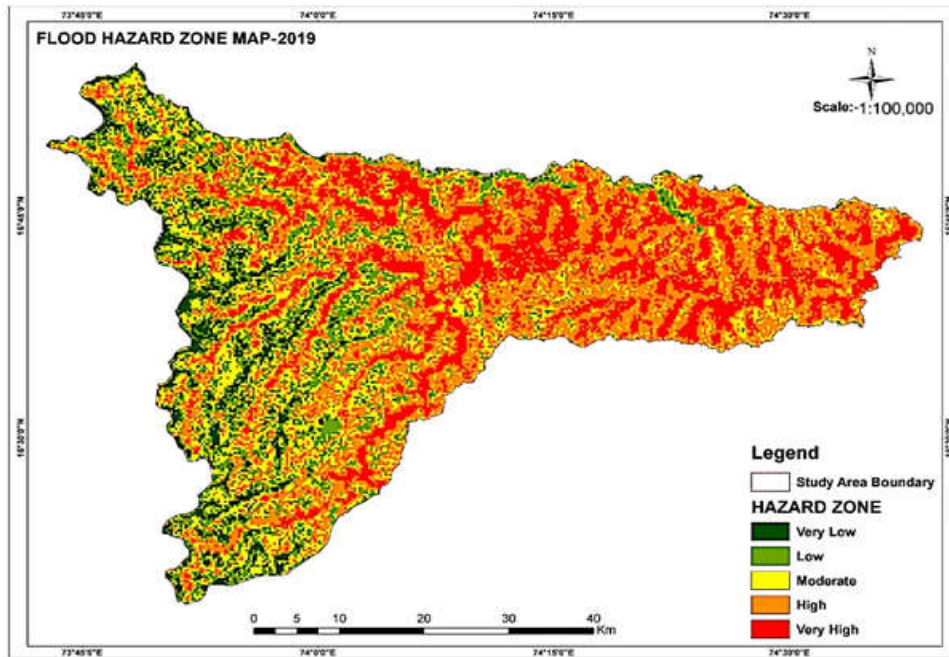 73°45'0"E 74°0'0"E 74°15'0"E 74°30'0"E
FLOOD HAZARD ZONE MAP-2019
N
Scale:-1:100,000
Legend
Study Area Boundary
HAZARD ZONE
Very Low
Low
Moderate
High
Very High
0 5 10 20 30 40
Km
73°45'0"E 74°0'0"E 74°15'0"E 74°30'0"E